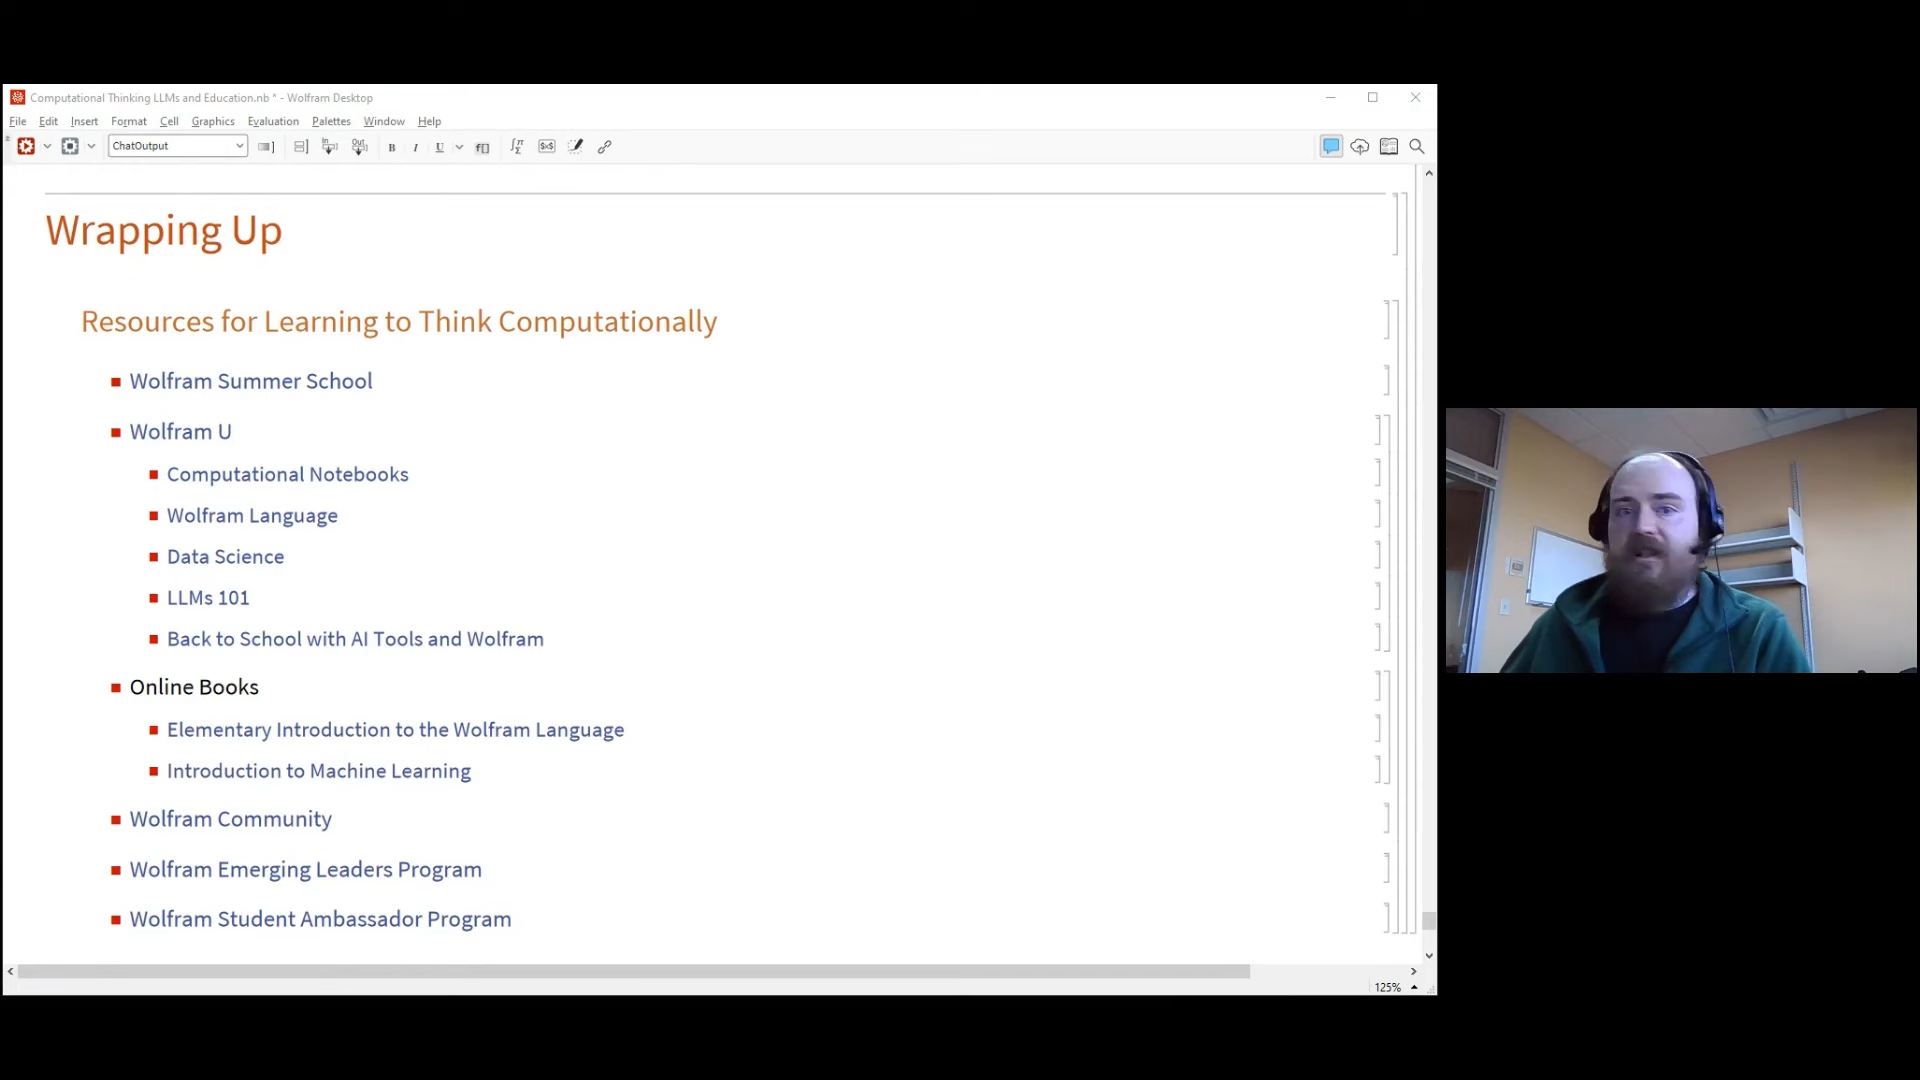 Computational Thinking LLMs and Education.nb * - Wolfram Desktop
File Edit Insert Format Cell Graphics Evaluation Palettes Window Help
ChatOutput
In Out B I U f[] $x$
Wrapping Up
Resources for Learning to Think Computationally
Wolfram Summer School
Wolfram U
Computational Notebooks
Wolfram Language
Data Science
LLMs 101
Back to School with AI Tools and Wolfram
Online Books
Elementary Introduction to the Wolfram Language
Introduction to Machine Learning
Wolfram Community
Wolfram Emerging Leaders Program
Wolfram Student Ambassador Program
125%